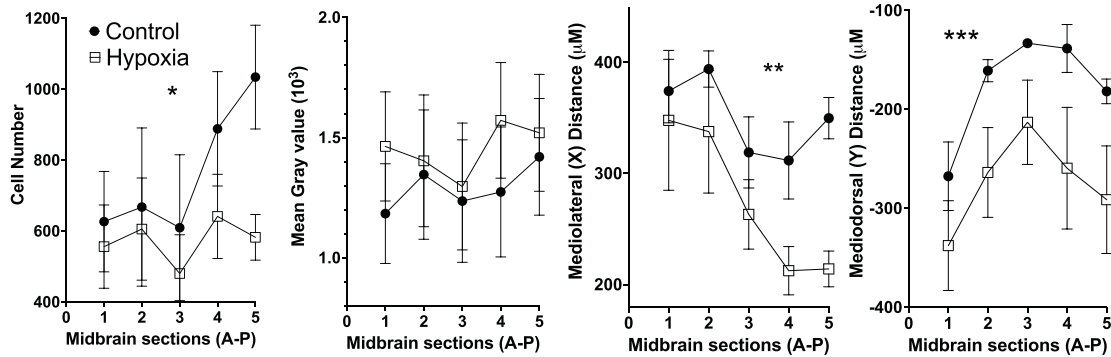 1200
1000
800
600
400
Cell Number
Control
Hypoxia
*
0 1 2 3 4 5
Midbrain sections (A-P)
2.0
1.5
1.0
Mean Gray value (10³)
0 1 2 3 4 5
Midbrain sections (A-P)
400
300
200
Mediolateral (X) Distance (μM)
**
0 1 2 3 4 5
Midbrain sections (A-P)
-100
-200
-300
-400
Mediodorsal (Y) Distance (μM
***
0 1 2 3 4 5
Midbrain sections (A-P)